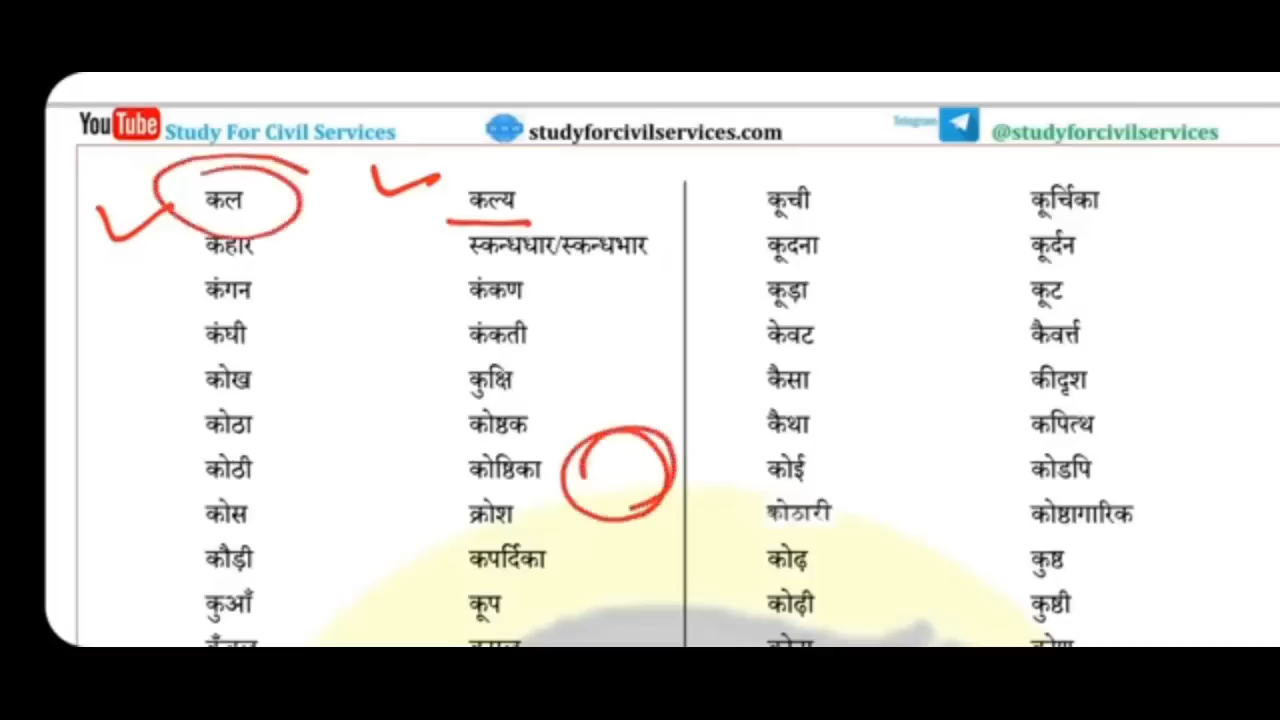 YouTube Study For Civil Services studyforcivilservices.com Telegram @studyforcivilservices
कल कल्य
कहार स्कन्धधार/स्कन्धभार
कंगन कंकण
कंघी कंकती
कोख कुक्षि
कोठा कोष्ठक
कोठी कोष्ठिका
कोस क्रोश
कौड़ी कपर्दिका
कुआँ कूप
कूची कूर्चिका
कूदना कूर्दन
कूड़ा कूट
केवट कैवर्त्त
कैसा कीदृश
कैथा कपित्थ
कोई कोडपि
कोठारी कोष्ठागारिक
कोढ़ कुष्ठ
कोढ़ी कुष्ठी